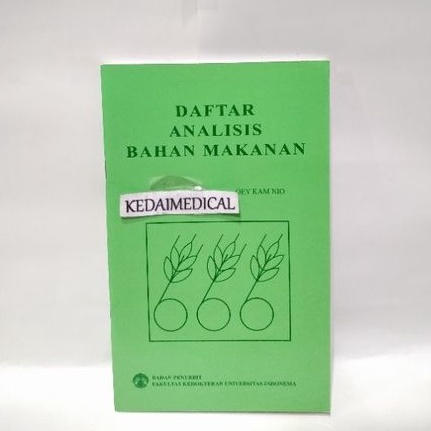 DAFTAR
ANALISIS
BAHAN MAKANAN
OEY KAM NIO
KEDAIMEDICAL
BADAN PENERBIT
FAKULTAS KEDOKTERAN UNIVERSITAS INDONESIA